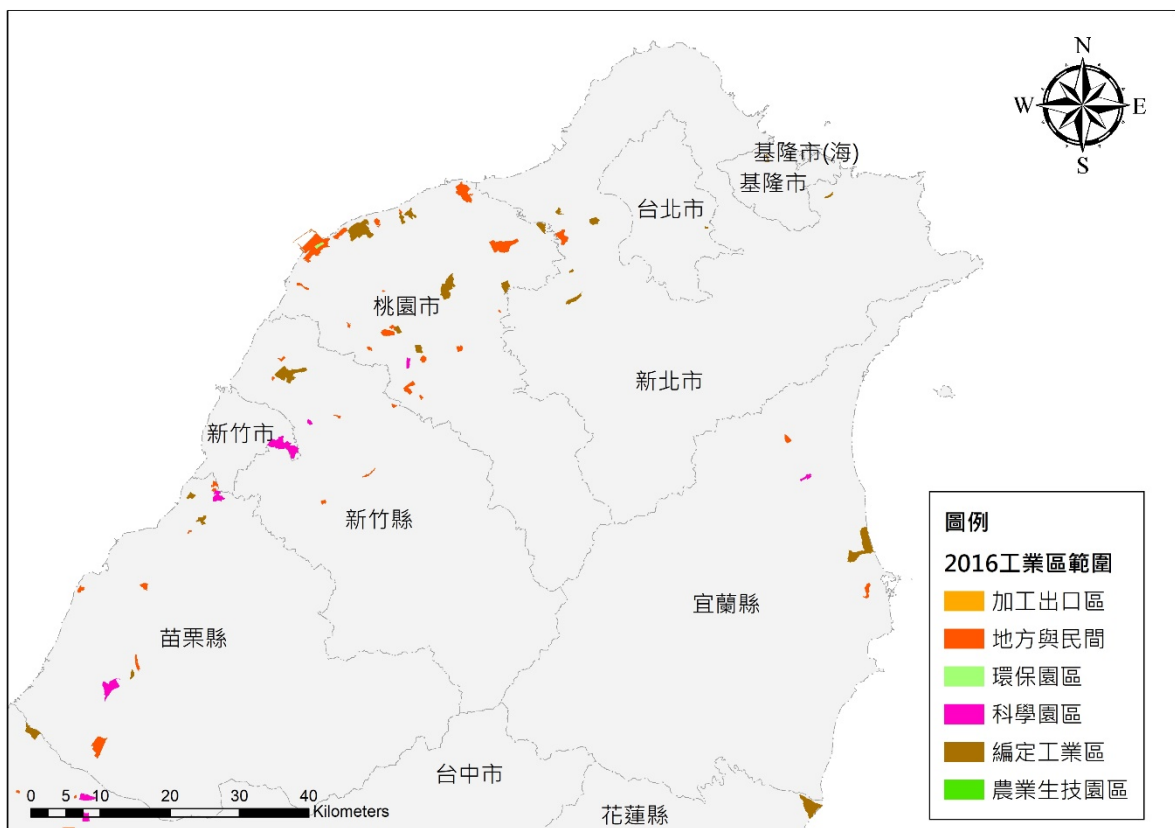 N
W E
S
基隆市(海)
基隆市
台北市
桃園市
新北市
新竹市
新竹縣
宜蘭縣
苗栗縣
台中市
花蓮縣
圖例
2016工業區範圍
加工出口區
地方與民間
環保園區
科學園區
編定工業區
農業生技園區
0 5 10 20 30 40
Kilometers